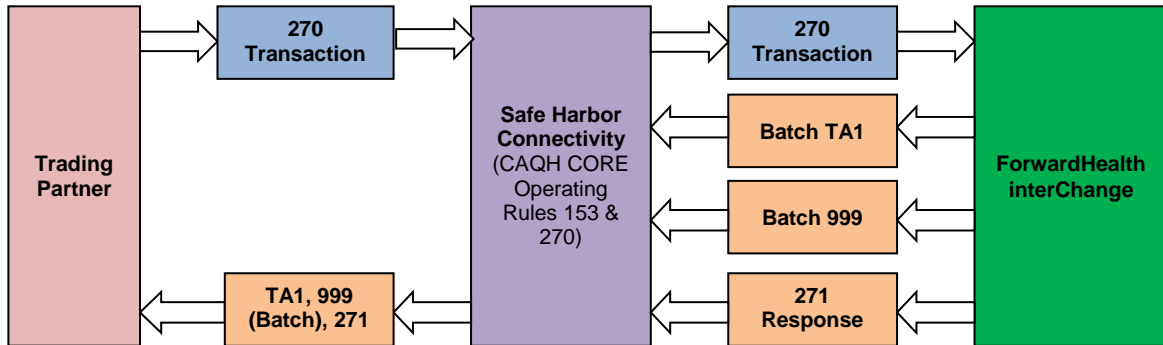 270
Transaction
270
Transaction
Trading
Partner
Safe Harbor
Connectivity
(CAQH CORE
Operating
Rules 153 &
270)
Batch TA1
ForwardHealth
interChange
Batch 999
TA1, 999
(Batch), 271
271
Response